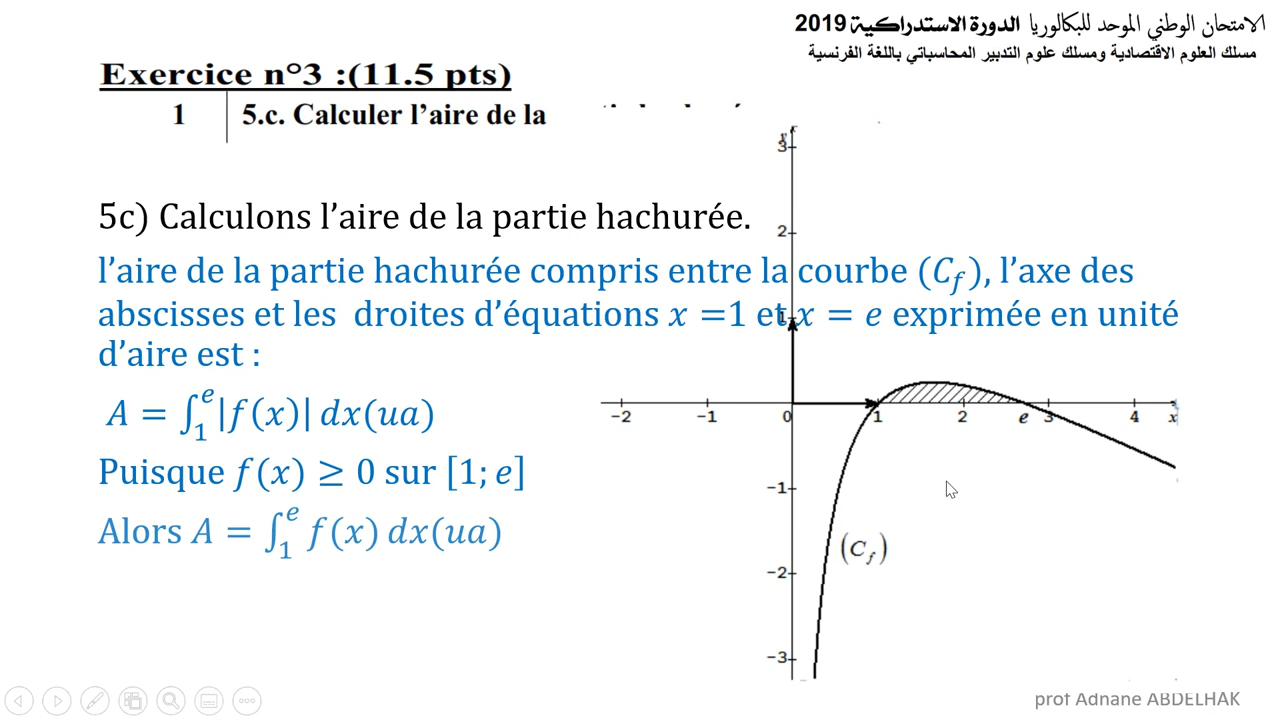 الامتحان الوطني الموحد للبكالوريا الدورة الاستدراكية 2019
مسلك العلوم الاقتصادية ومسلك علوم التدبير المحاسباتي باللغة الفرنسية
Exercice n°3 :(11.5 pts)
1 5.c. Calculer l’aire de la
5c) Calculons l’aire de la partie hachurée.
l’aire de la partie hachurée compris entre la courbe (C_f), l’axe des
abscisses et les droites d’équations x = 1 et x = e exprimée en unité
d’aire est :
A = ∫₁ᵉ |f(x)| dx(ua)
Puisque f(x) ≥ 0 sur [1; e]
Alors A = ∫₁ᵉ f(x) dx(ua)
y
3
2
1
-2 -1 0 1 2 e 3 4 x
-1
(C_f)
-2
-3
prof Adnane ABDELHAK